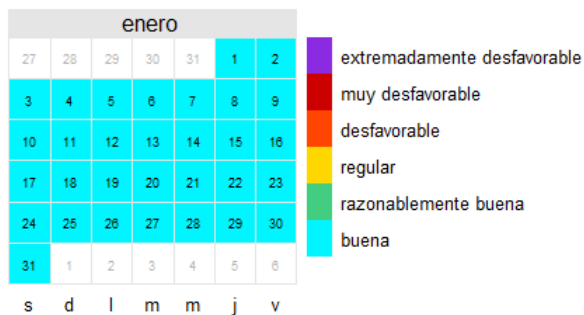 enero
27 28 29 30 31 1 2
3 4 5 6 7 8 9
10 11 12 13 14 15 16
17 18 19 20 21 22 23
24 25 26 27 28 29 30
31 1 2 3 4 5 6
s d l m m j v
extremadamente desfavorable
muy desfavorable
desfavorable
regular
razonablemente buena
buena